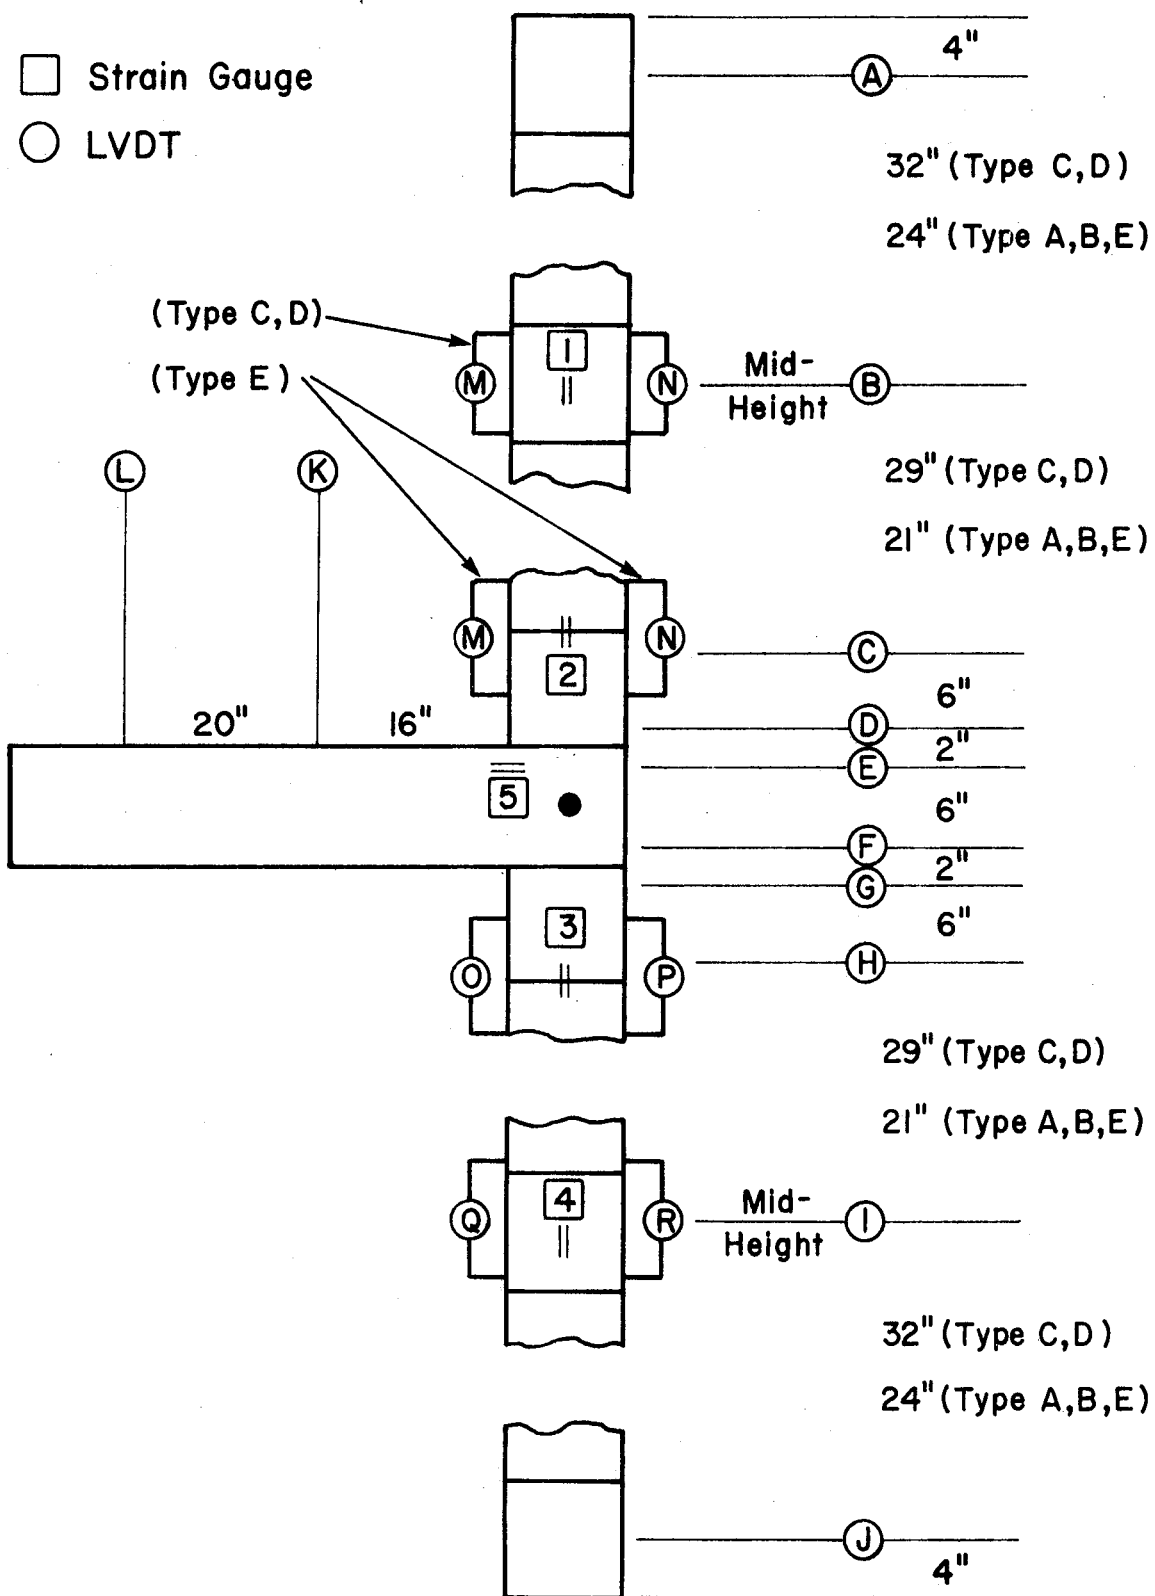 Strain Gauge
LVDT
4"
A
32" (Type C,D)
24" (Type A,B,E)
(Type C,D)
(Type E)
1
M
N
Mid-
Height
B
L
K
29" (Type C,D)
21" (Type A,B,E)
M
N
2
C
6"
20"
16"
D
2"
E
5
6"
F
2"
G
3
6"
O
P
H
29" (Type C,D)
21" (Type A,B,E)
4
Q
R
Mid-
Height
I
32" (Type C,D)
24" (Type A,B,E)
J
4"